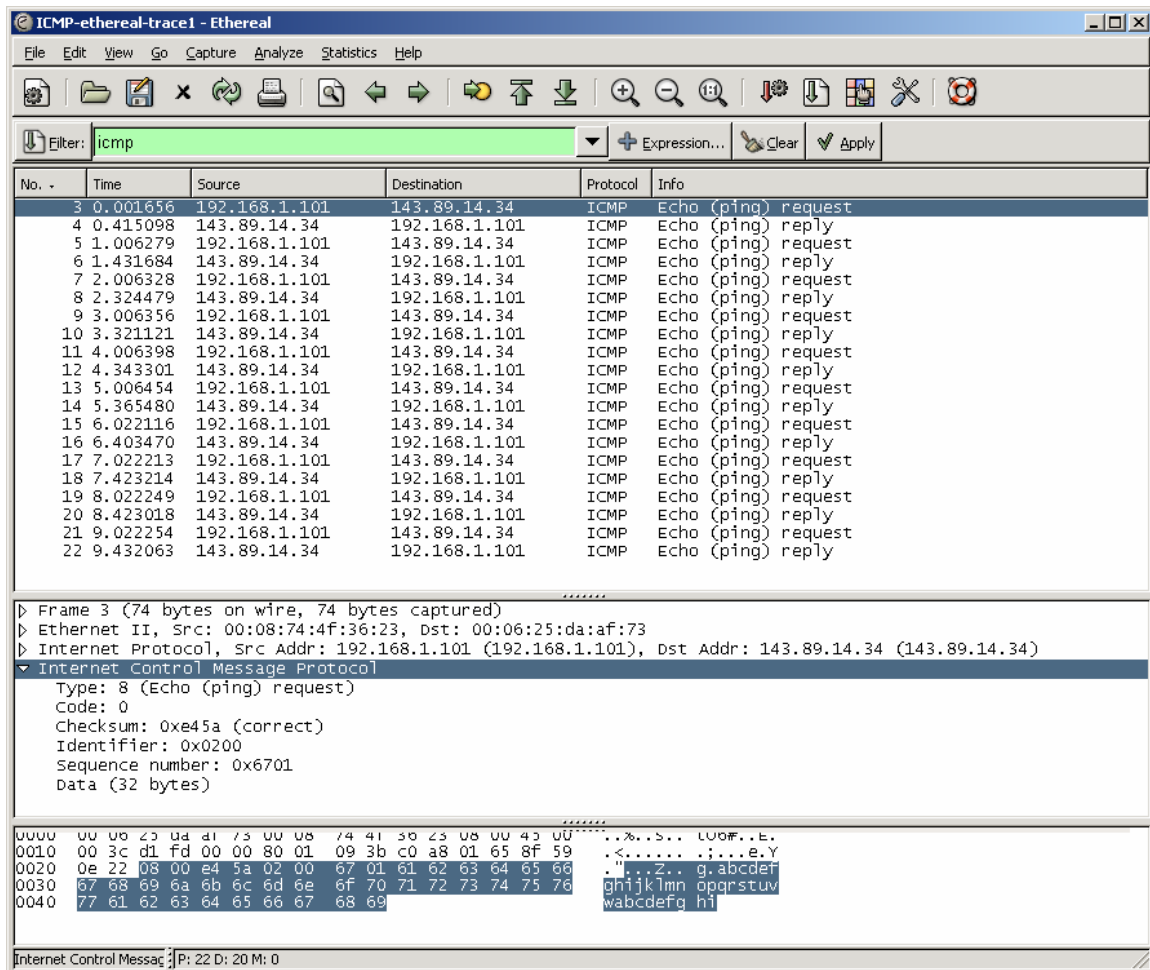 ICMP-ethereal-trace1 - Ethereal
File Edit View Go Capture Analyze Statistics Help
Filter: icmp Expression... Clear Apply
No. Time Source Destination Protocol Info
3 0.001656 192.168.1.101 143.89.14.34 ICMP Echo (ping) request
4 0.415098 143.89.14.34 192.168.1.101 ICMP Echo (ping) reply
5 1.006279 192.168.1.101 143.89.14.34 ICMP Echo (ping) request
6 1.431684 143.89.14.34 192.168.1.101 ICMP Echo (ping) reply
7 2.006328 192.168.1.101 143.89.14.34 ICMP Echo (ping) request
8 2.324479 143.89.14.34 192.168.1.101 ICMP Echo (ping) reply
9 3.006356 192.168.1.101 143.89.14.34 ICMP Echo (ping) request
10 3.321121 143.89.14.34 192.168.1.101 ICMP Echo (ping) reply
11 4.006398 192.168.1.101 143.89.14.34 ICMP Echo (ping) request
12 4.343301 143.89.14.34 192.168.1.101 ICMP Echo (ping) reply
13 5.006454 192.168.1.101 143.89.14.34 ICMP Echo (ping) request
14 5.365480 143.89.14.34 192.168.1.101 ICMP Echo (ping) reply
15 6.022116 192.168.1.101 143.89.14.34 ICMP Echo (ping) request
16 6.403470 143.89.14.34 192.168.1.101 ICMP Echo (ping) reply
17 7.022213 192.168.1.101 143.89.14.34 ICMP Echo (ping) request
18 7.423214 143.89.14.34 192.168.1.101 ICMP Echo (ping) reply
19 8.022249 192.168.1.101 143.89.14.34 ICMP Echo (ping) request
20 8.423018 143.89.14.34 192.168.1.101 ICMP Echo (ping) reply
21 9.022254 192.168.1.101 143.89.14.34 ICMP Echo (ping) request
22 9.432063 143.89.14.34 192.168.1.101 ICMP Echo (ping) reply
Frame 3 (74 bytes on wire, 74 bytes captured)
Ethernet II, Src: 00:08:74:4f:36:23, Dst: 00:06:25:da:af:73
Internet Protocol, Src Addr: 192.168.1.101 (192.168.1.101), Dst Addr: 143.89.14.34 (143.89.14.34)
Internet Control Message Protocol
Type: 8 (Echo (ping) request)
Code: 0
Checksum: 0xe45a (correct)
Identifier: 0x0200
Sequence number: 0x6701
Data (32 bytes)
0000 00 06 25 da af 73 00 08 74 4f 36 23 08 00 45 00 ..%..s.. tO6#..E.
0010 00 3c d1 fd 00 00 80 01 09 3b c0 a8 01 65 8f 59 .<...... .;...e.Y
0020 0e 22 08 00 e4 5a 02 00 67 01 61 62 63 64 65 66 ."...Z.. g.abcdef
0030 67 68 69 6a 6b 6c 6d 6e 6f 70 71 72 73 74 75 76 ghijklmn opqrstuv
0040 77 61 62 63 64 65 66 67 68 69 wabcdefg hi
Internet Control Messag P: 22 D: 20 M: 0